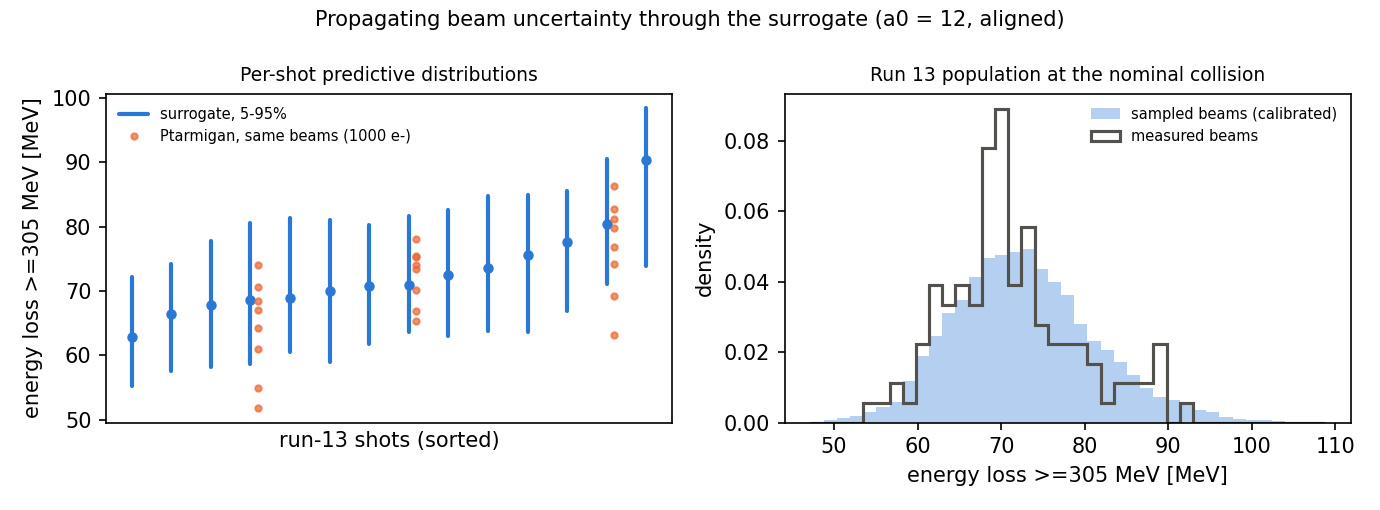 Propagating beam uncertainty through the surrogate (a0 = 12, aligned)
Per-shot predictive distributions
energy loss >=305 MeV [MeV]
100
90
80
70
60
50
surrogate, 5-95%
Ptarmigan, same beams (1000 e-)
run-13 shots (sorted)
Run 13 population at the nominal collision
density
0.08
0.06
0.04
0.02
0.00
sampled beams (calibrated)
measured beams
50 60 70 80 90 100 110
energy loss >=305 MeV [MeV]